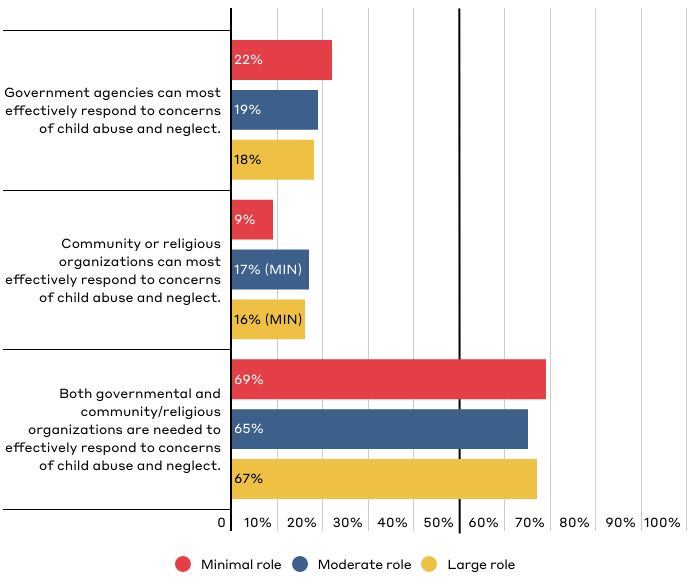 22%
Government agencies can most
effectively respond to concerns
of child abuse and neglect.
19%
18%
9%
Community or religious
organizations can most
effectively respond to concerns
of child abuse and neglect.
17% (MIN)
16% (MIN)
69%
Both governmental and
community/religious
organizations are needed to
effectively respond to concerns
of child abuse and neglect.
65%
67%
0 10% 20% 30% 40% 50% 60% 70% 80% 90% 100%
Minimal role Moderate role Large role